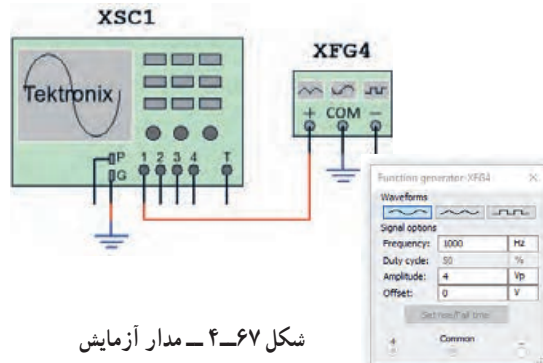 XSC1
XFG4
Tektronix
+ COM −
P
G
1 2 3 4 T
Function generator-XFG4
Waveforms
Signal options
Frequency: 1000 Hz
Duty cycle: 50 %
Amplitude: 4 Vp
Offset: 0 V
Set rise/Fall time
+ Common −
شکل ۶۷ــ۴ ــ مدار آزمایش